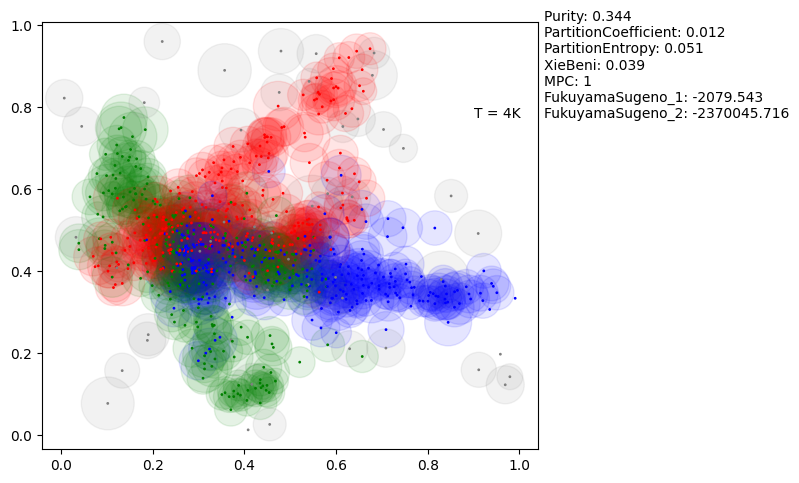 Purity: 0.344
PartitionCoefficient: 0.012
PartitionEntropy: 0.051
XieBeni: 0.039
MPC: 1
FukuyamaSugeno_1: -2079.543
FukuyamaSugeno_2: -2370045.716
T = 4K
1.0
0.8
0.6
0.4
0.2
0.0
0.0 0.2 0.4 0.6 0.8 1.0